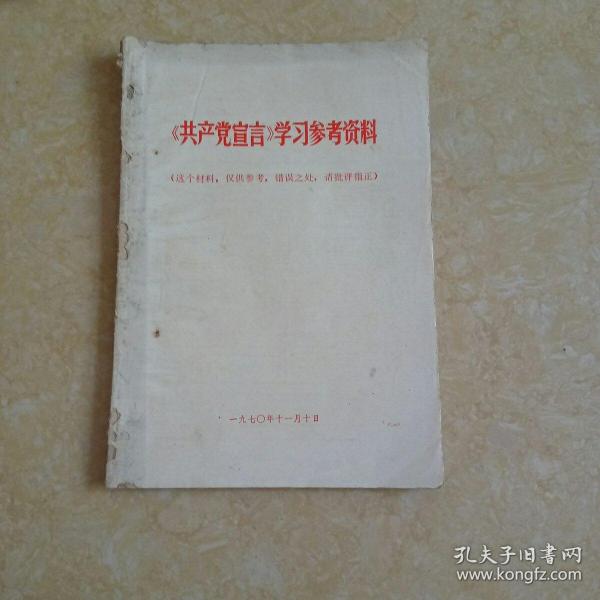 《共产党宣言》学习参考资料
(这个材料，仅供参考，错误之处，请批评指正)
一九七〇年十一月十日
孔夫子旧书网
www.kongfz.com